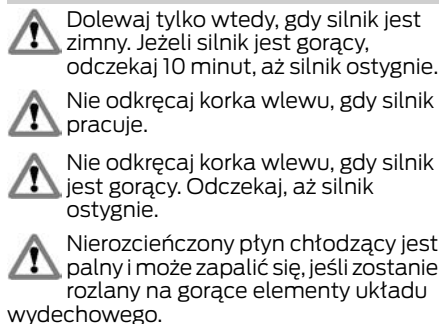 Dolewaj tylko wtedy, gdy silnik jest
zimny. Jeżeli silnik jest gorący,
odczekaj 10 minut, aż silnik ostygnie.
Nie odkręcaj korka wlewu, gdy silnik
pracuje.
Nie odkręcaj korka wlewu, gdy silnik
jest gorący. Odczekaj, aż silnik
ostygnie.
Nierozcieńczony płyn chłodzący jest
palny i może zapalić się, jeśli zostanie
rozlany na gorące elementy układu
wydechowego.